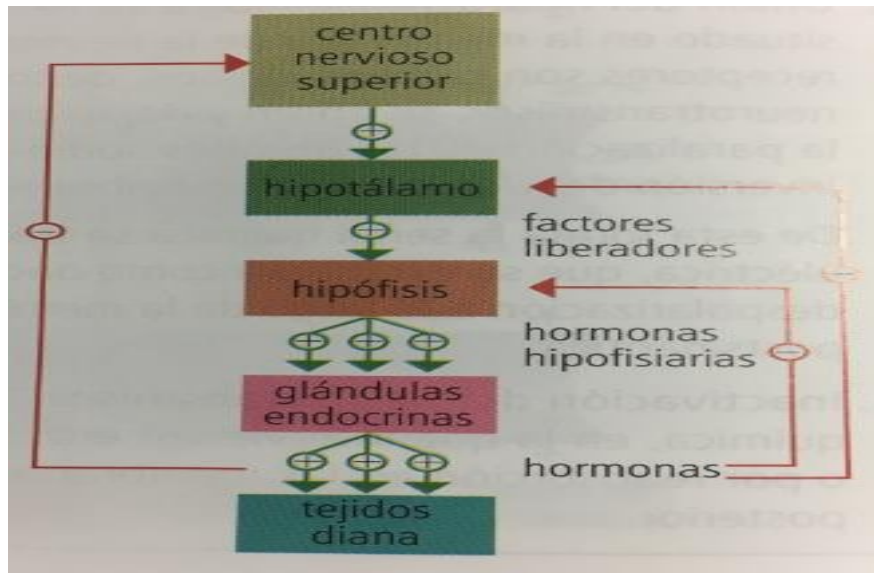 centro
nervioso
superior
hipotálamo
factores
liberadores
hipófisis
hormonas
hipofisiarias
glándulas
endocrinas
hormonas
tejidos
diana